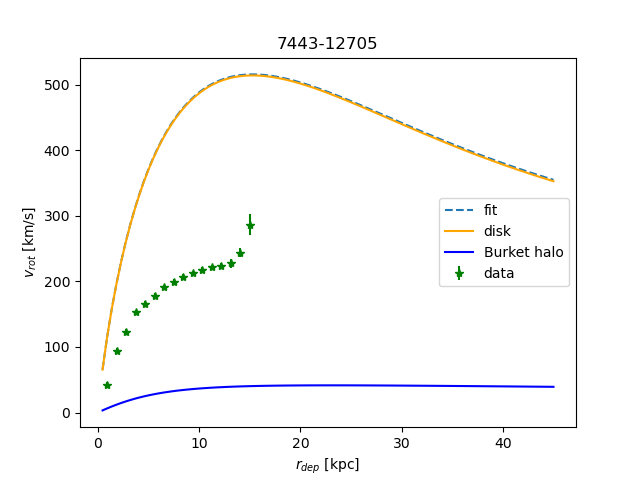 7443-12705
500
400
300
200
100
0
v_rot [km/s]
fit
disk
Burket halo
data
0 10 20 30 40
r_dep [kpc]